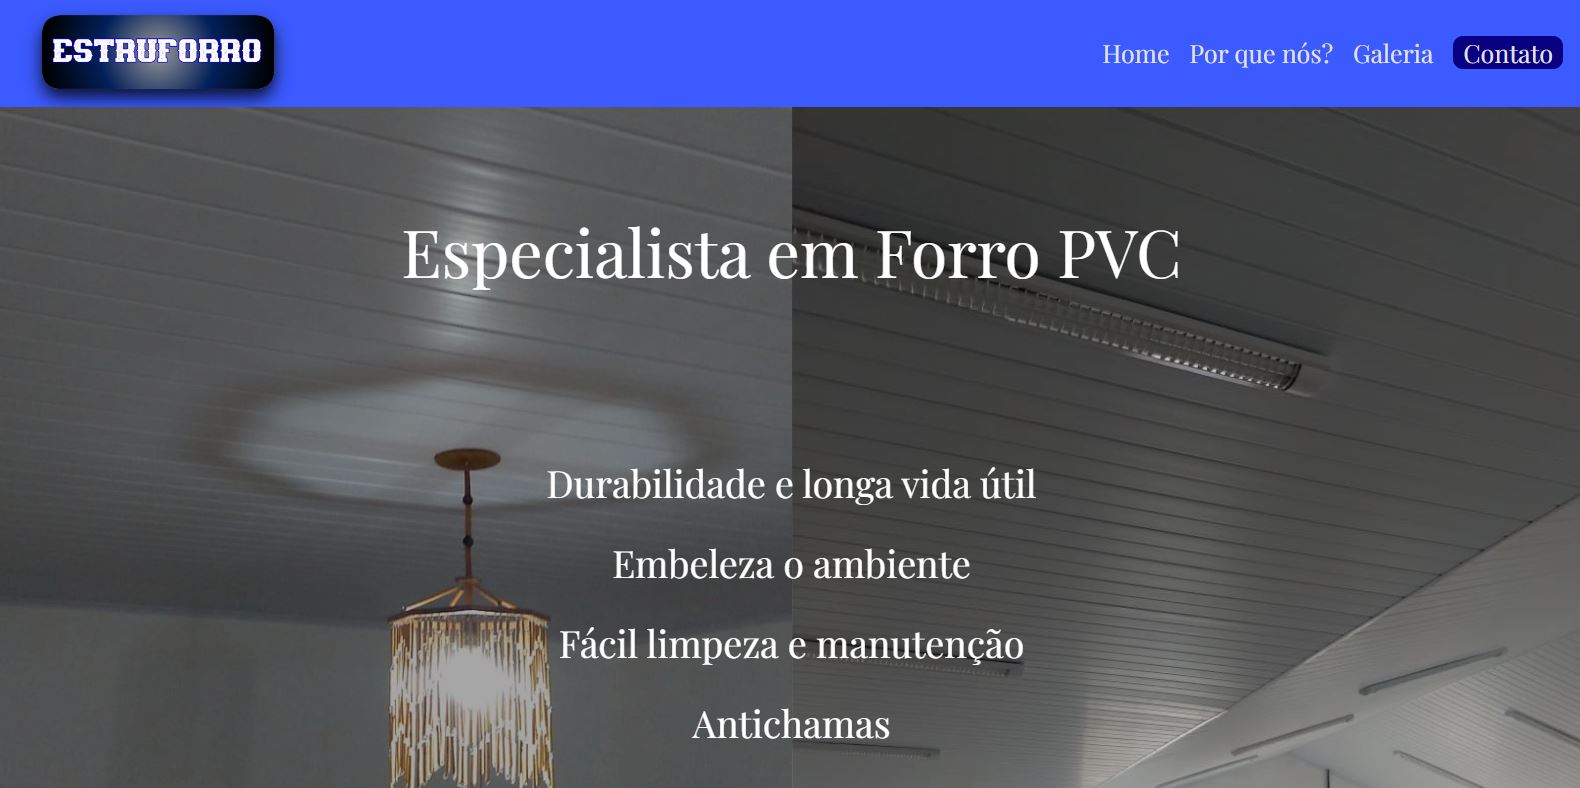 ESTRUFORRO
Home Por que nós? Galeria Contato
Especialista em Forro PVC
Durabilidade e longa vida útil
Embeleza o ambiente
Fácil limpeza e manutenção
Antichamas